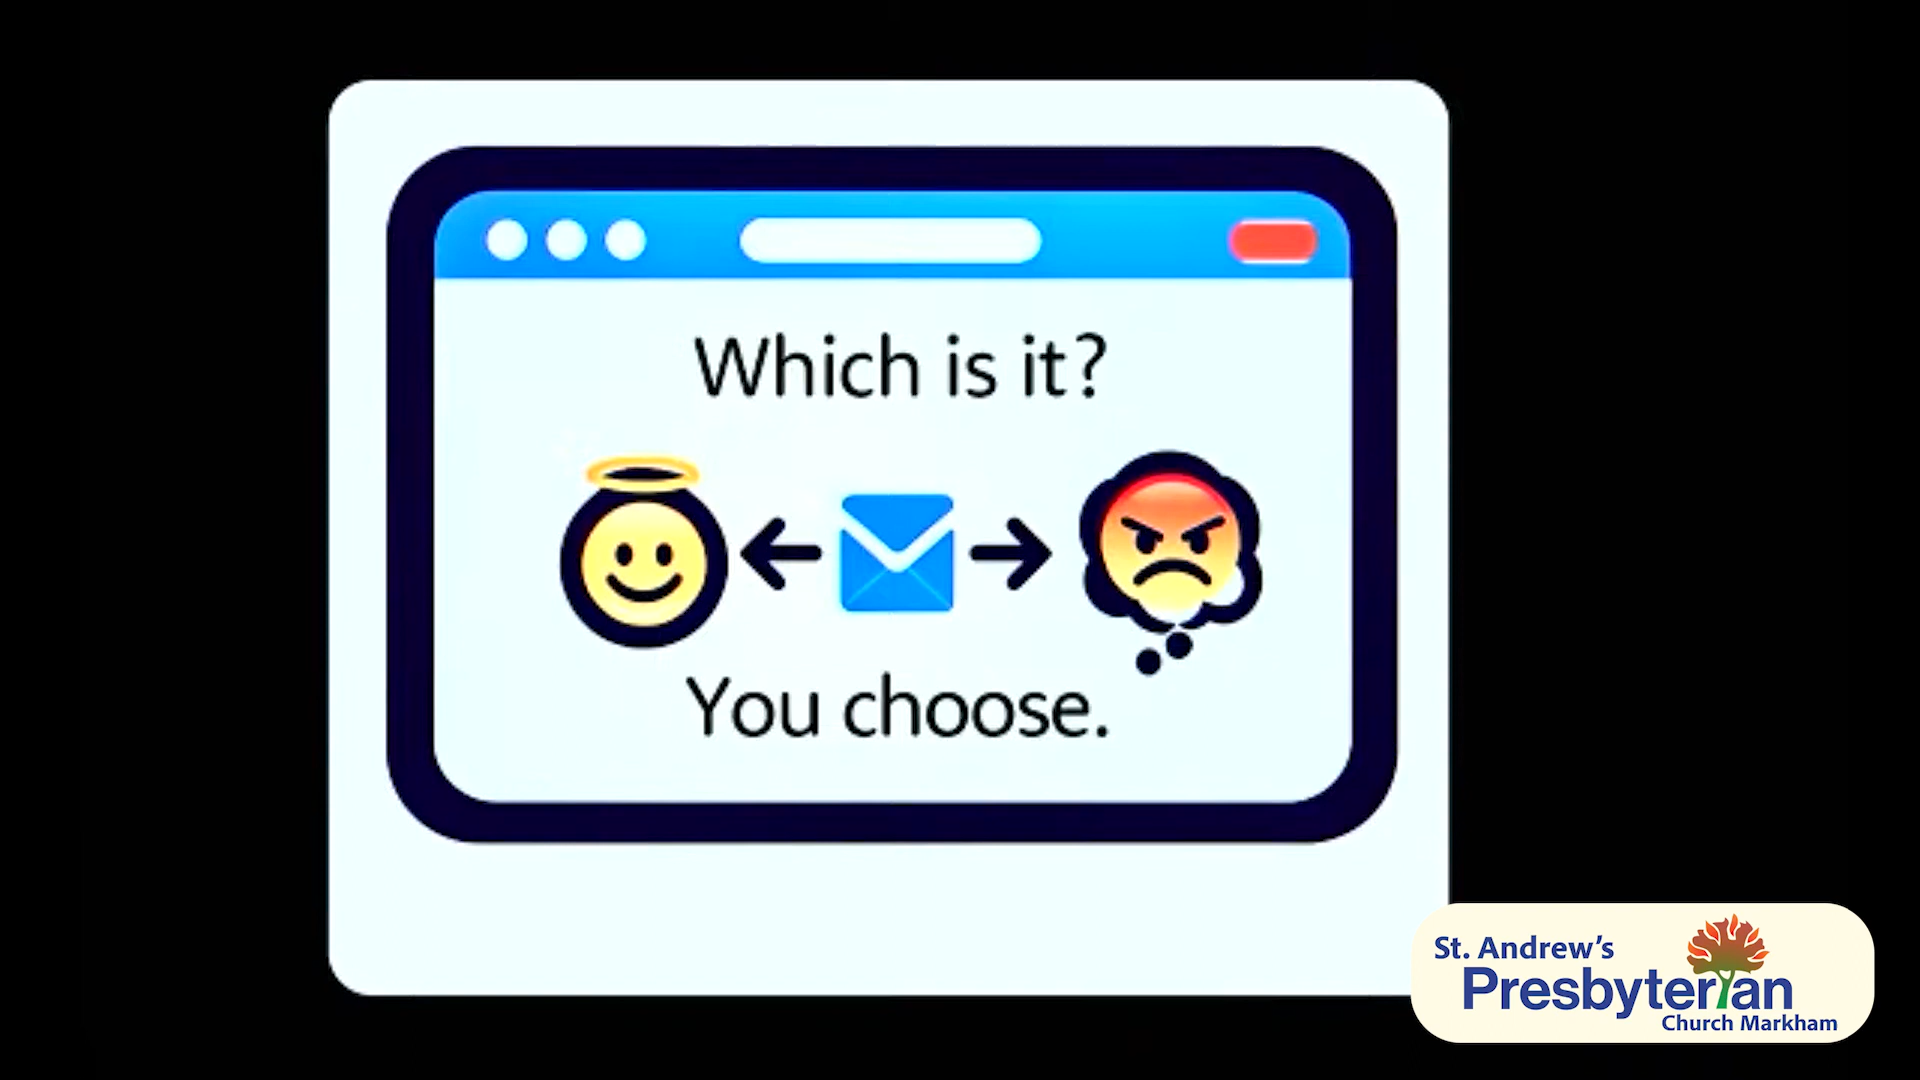 Which is it?
You choose.
St. Andrew's
Presbyterian
Church Markham